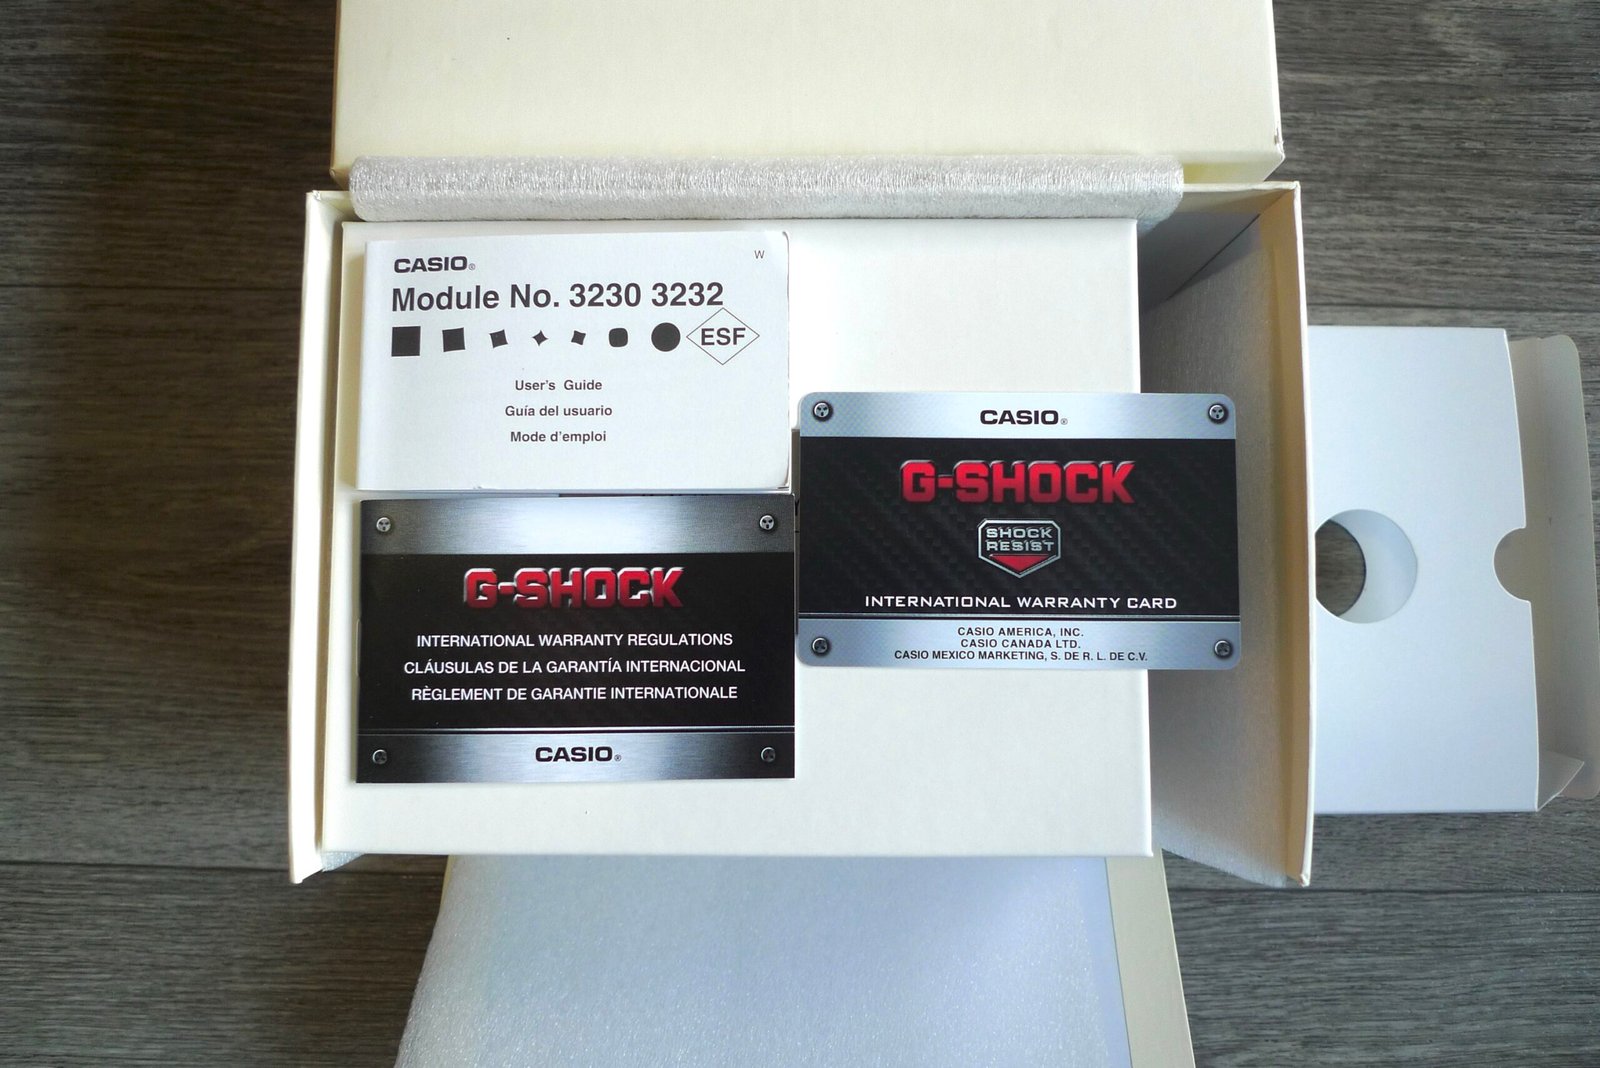 CASIO®
W
Module No. 3230 3232
ESF
User's Guide
Guía del usuario
Mode d'emploi
G-SHOCK
INTERNATIONAL WARRANTY REGULATIONS
CLÁUSULAS DE LA GARANTÍA INTERNACIONAL
RÈGLEMENT DE GARANTIE INTERNATIONALE
CASIO®
CASIO®
G-SHOCK
SHOCK
RESIST
INTERNATIONAL WARRANTY CARD
CASIO AMERICA, INC.
CASIO CANADA LTD.
CASIO MEXICO MARKETING, S. DE R. L. DE C.V.